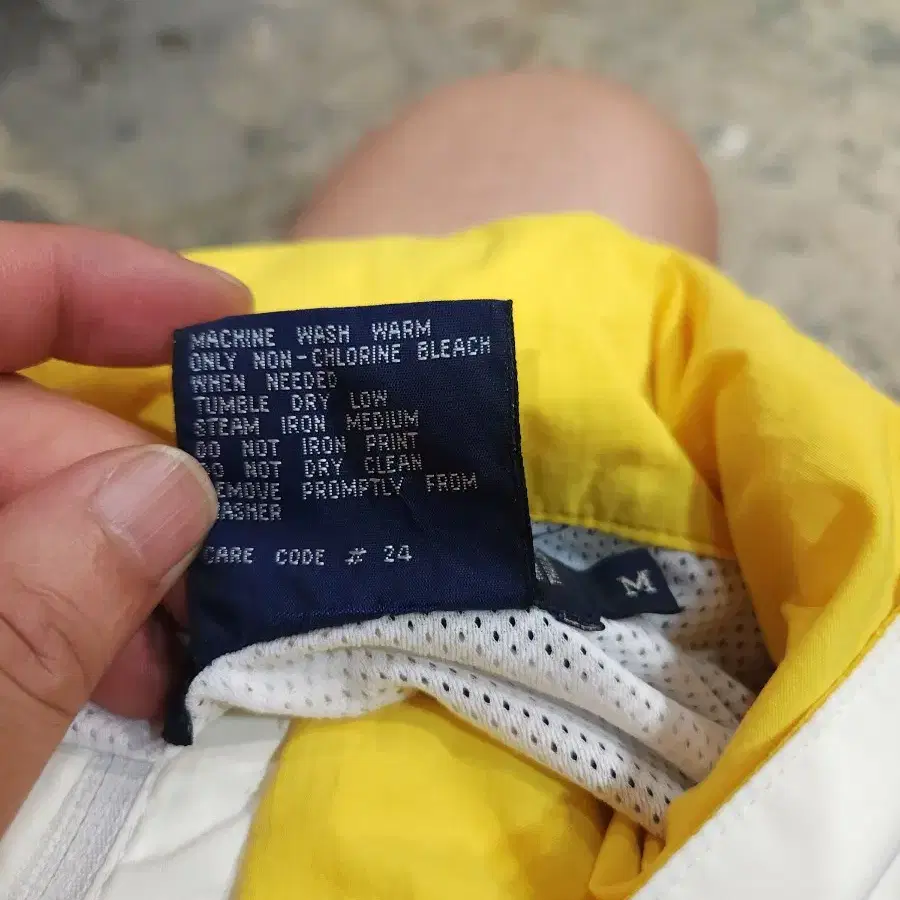 MACHINE WASH WARM
ONLY NON-CHLORINE BLEACH
WHEN NEEDED
TUMBLE DRY LOW
STEAM IRON MEDIUM
DO NOT IRON PRINT
DO NOT DRY CLEAN
REMOVE PROMPTLY FROM
WASHER
CARE CODE # 24
M